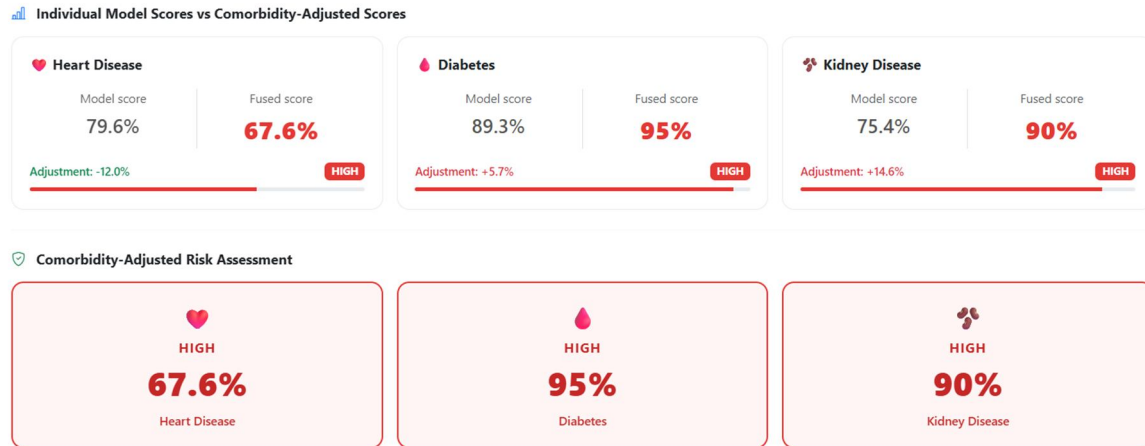 Individual Model Scores vs Comorbidity-Adjusted Scores
Heart Disease
Model score
Fused score
79.6%
67.6%
Adjustment: -12.0%
HIGH
Diabetes
Model score
Fused score
89.3%
95%
Adjustment: +5.7%
HIGH
Kidney Disease
Model score
Fused score
75.4%
90%
Adjustment: +14.6%
HIGH
Comorbidity-Adjusted Risk Assessment
HIGH
67.6%
Heart Disease
HIGH
95%
Diabetes
HIGH
90%
Kidney Disease